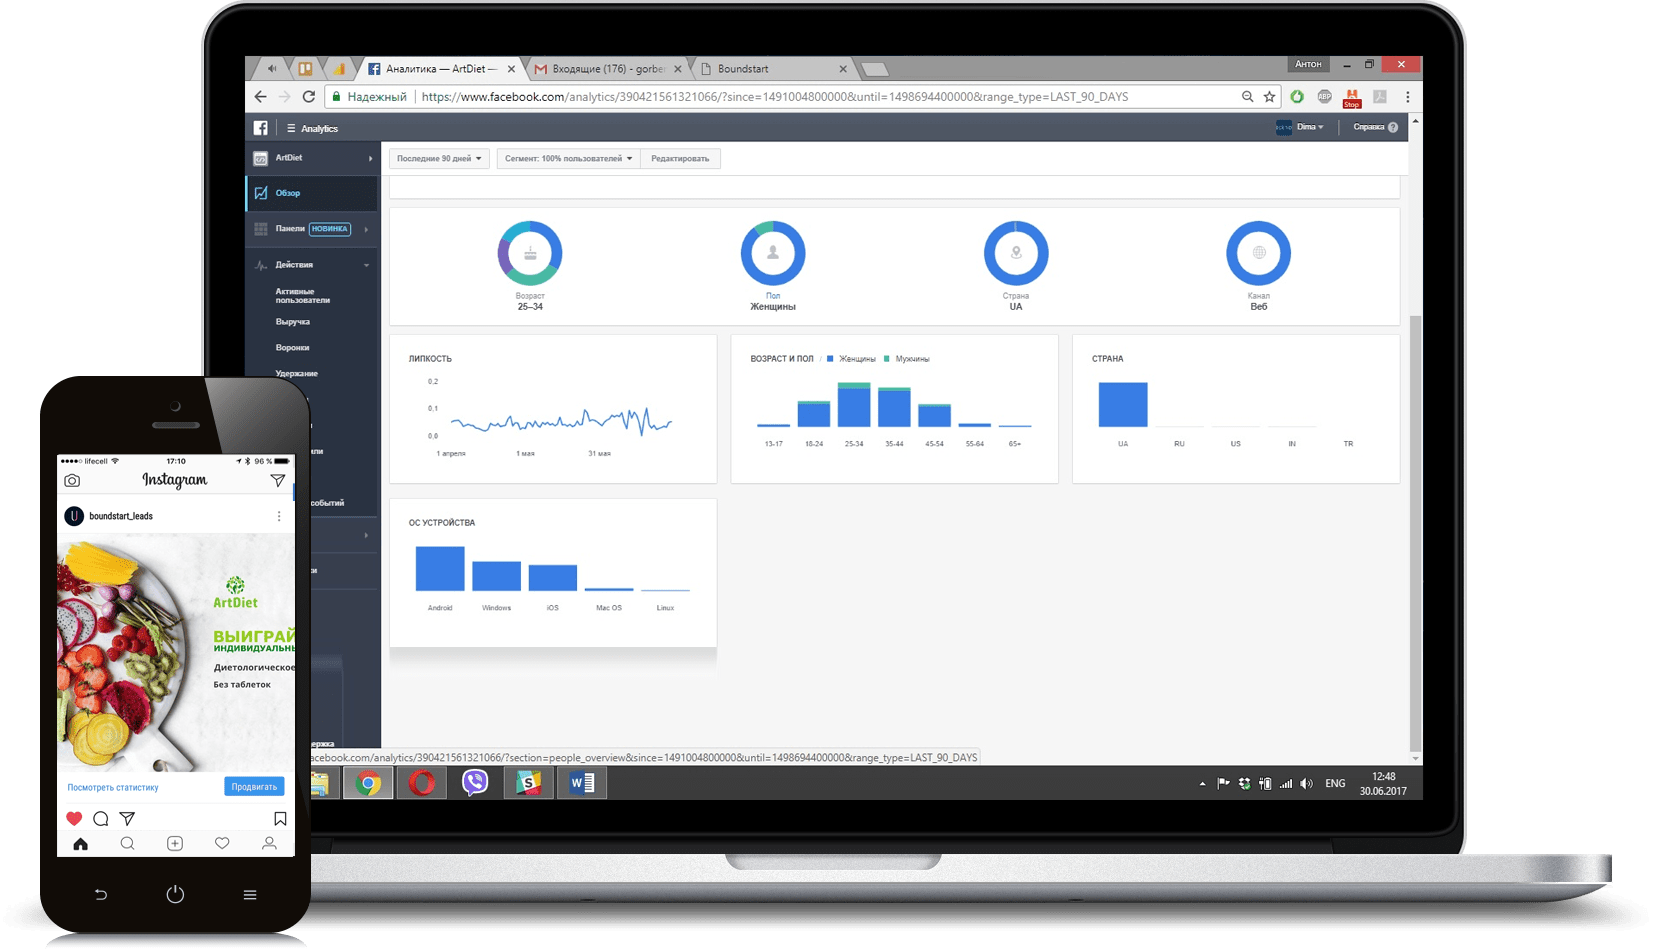 Аналитика — ArtDiet —
Входящие (176) - gorber
Boundstart
Антон
Надежный
https://www.facebook.com/analytics/390421561321066/?since=1491004800000&until=1498694400000&range_type=LAST_90_DAYS
ABP
Stop
Analytics
Dima
Справка
ArtDiet
Последние 90 дней
Сегмент: 100% пользователей
Редактировать
Обзор
Панели НОВИНКА
Действия
Активные
пользователи
Выручка
Воронки
Удержание
или
событий
ки
держка
Возраст
25–34
Пол
Женщины
Страна
UA
Канал
Веб
ЛИПКОСТЬ
0,2
0,1
0,0
1 апреля 1 мая 31 мая
ВОЗРАСТ И ПОЛ / Женщины Мужчины
13-17 18-24 25-34 35-44 45-54 55-64 65+
СТРАНА
UA RU US IN TR
ОС УСТРОЙСТВА
Android Windows iOS Mac OS Linux
acebook.com/analytics/390421561321066/?section=people_overview&since=1491004800000&until=1498694400000&range_type=LAST_90_DAYS
ENG
12:48
30.06.2017
lifecell 17:10 96 %
Instagram
boundstart_leads
ArtDiet
ВЫИГРАЙ
ИНДИВИДУАЛЬНЫ
Диетологическое
Без таблеток
Посмотреть статистику
Продвигать